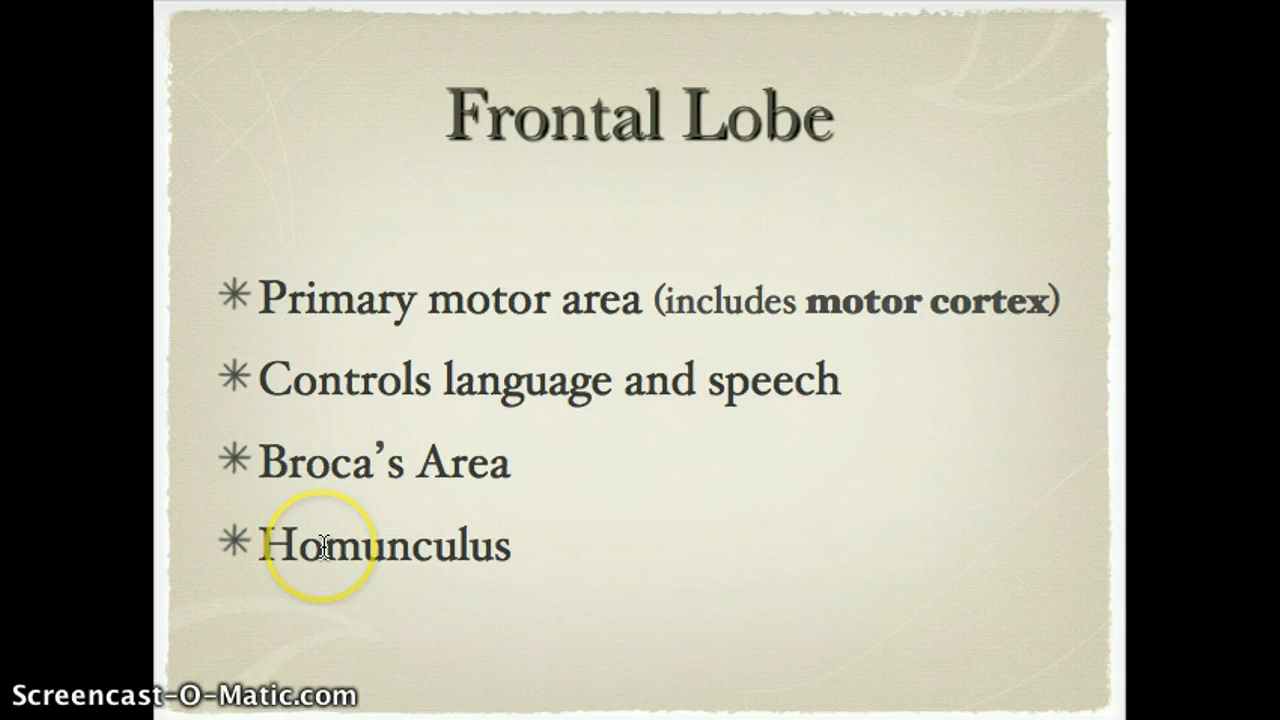 Frontal Lobe
Primary motor area (includes motor cortex)
Controls language and speech
Broca’s Area
Homunculus
Screencast-O-Matic.com